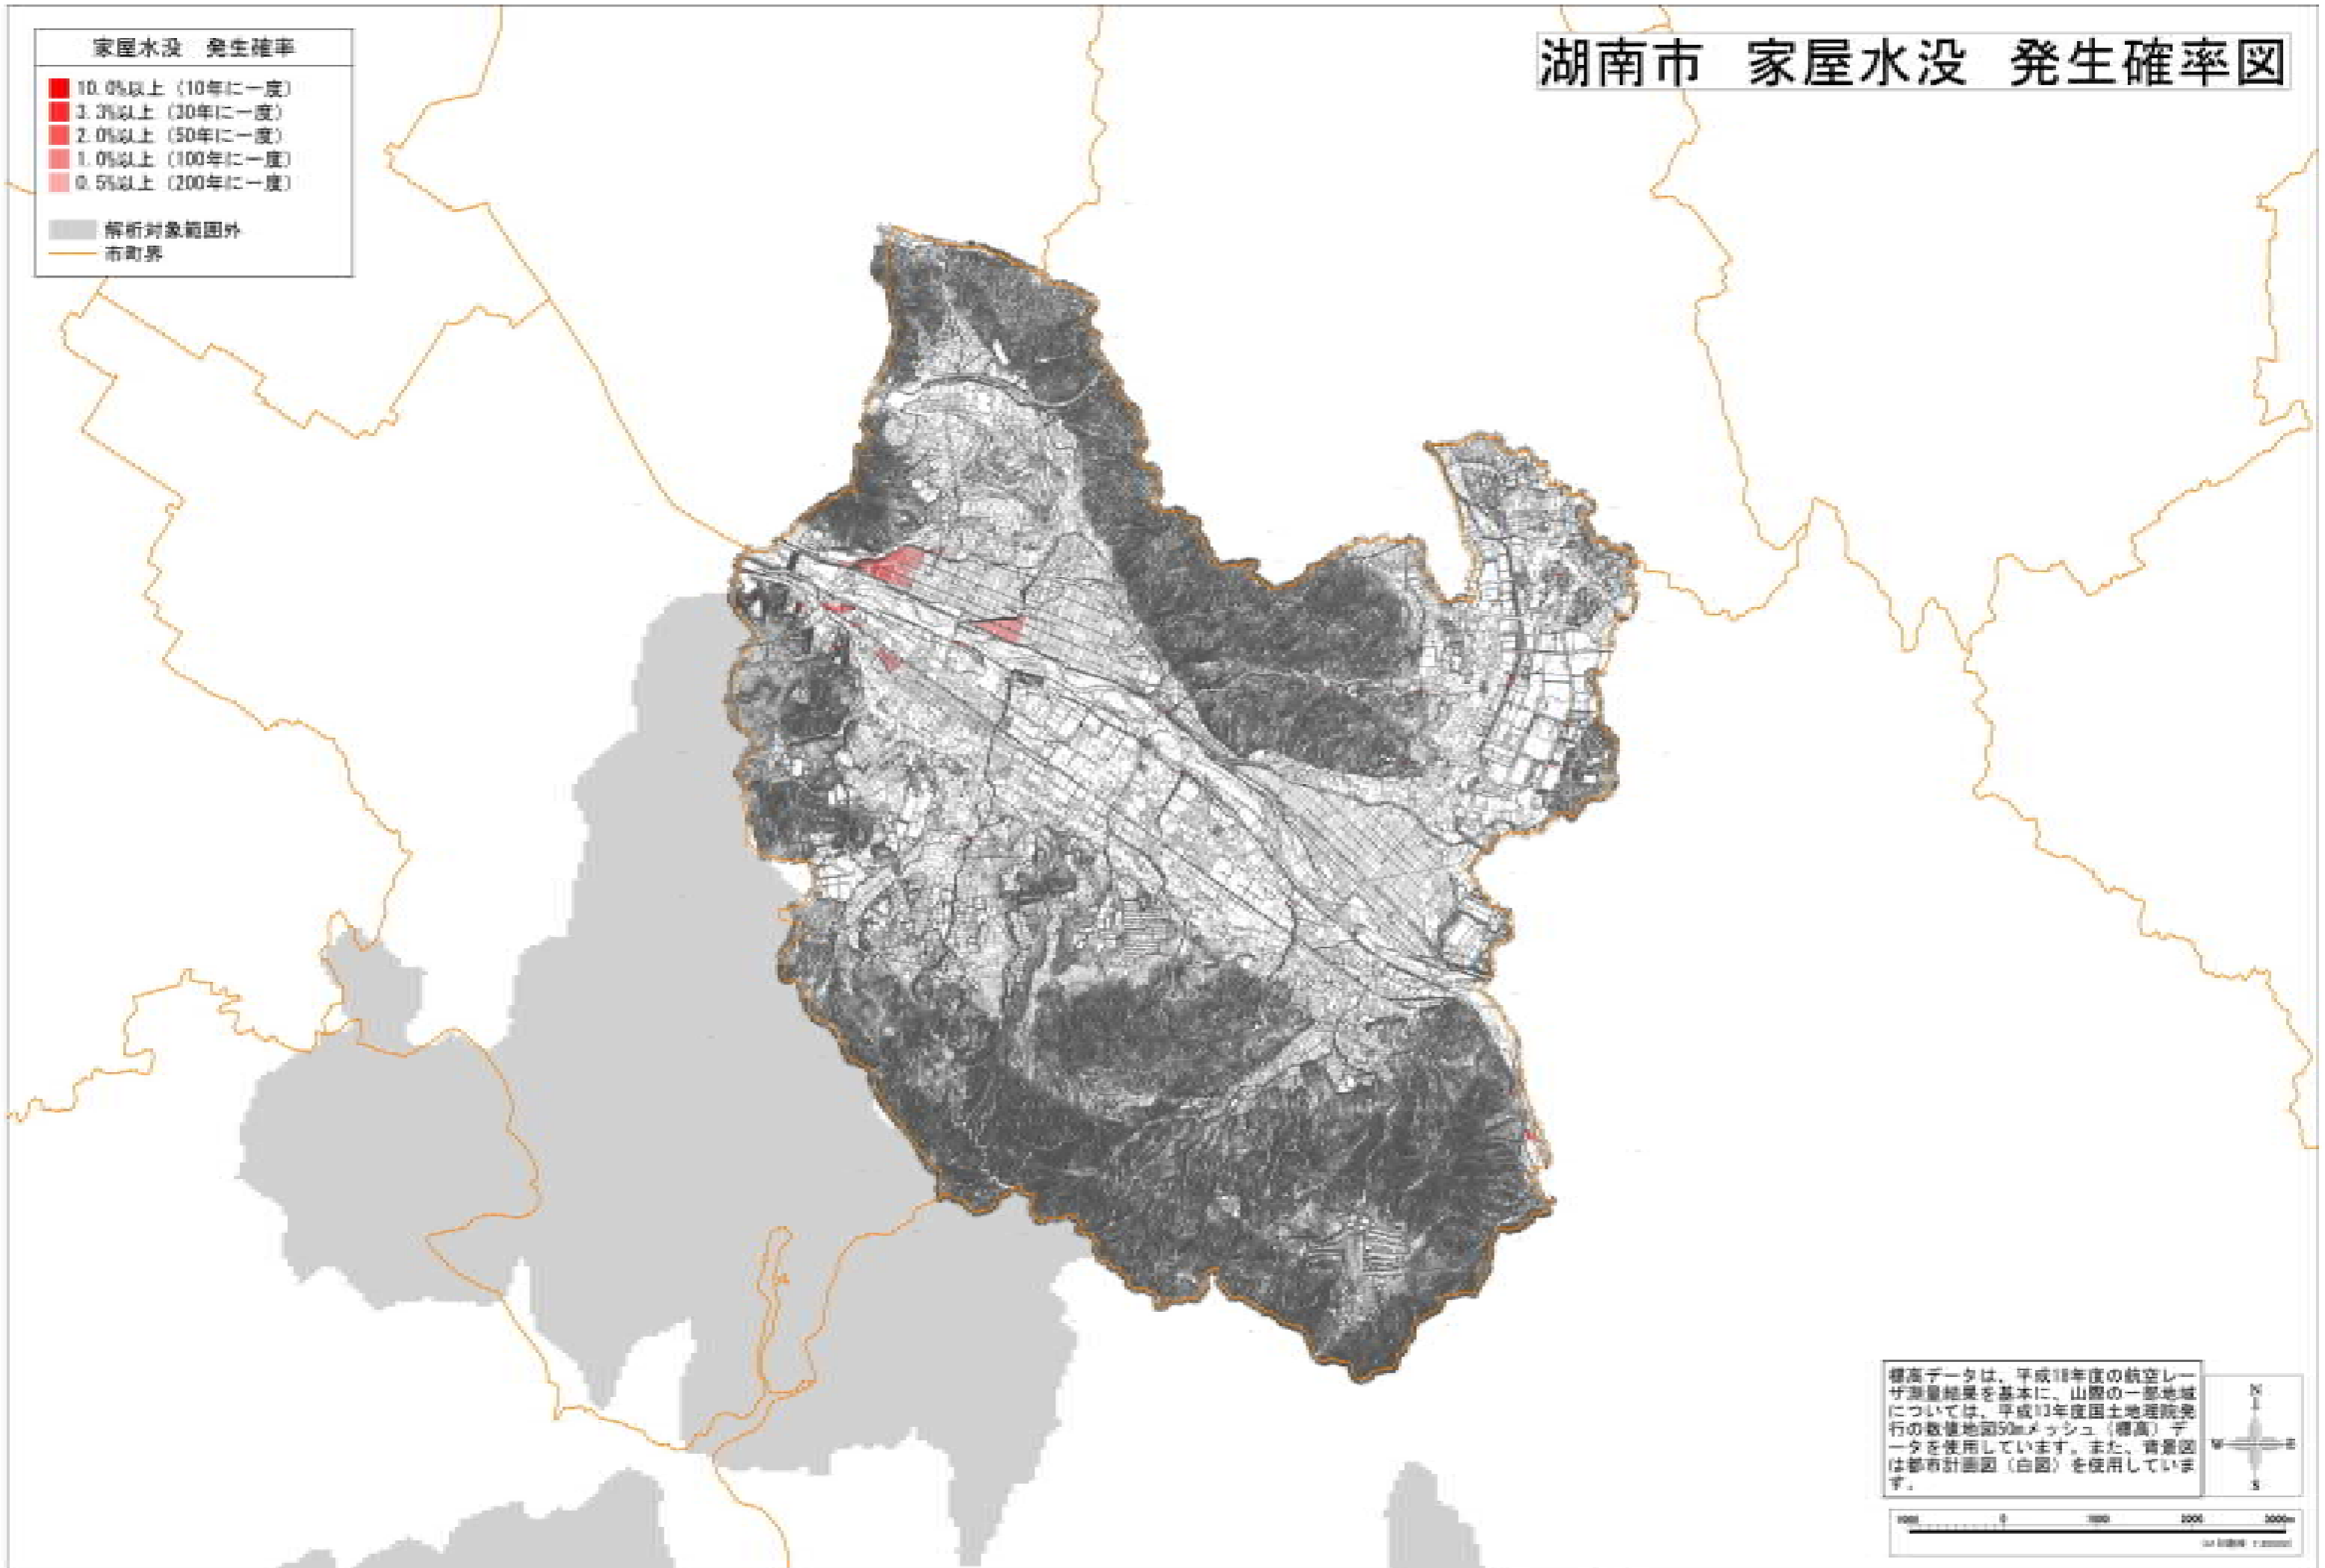 湖南市 家屋水没 発生確率図
家屋水没 発生確率
10.0%以上（10年に一度）
3.3%以上（30年に一度）
2.0%以上（50年に一度）
1.0%以上（100年に一度）
0.5%以上（200年に一度）
解析対象範囲外
市町界
標高データは、平成18年度の航空レー
ザ測量結果を基本に、山間の一部地域
については、平成13年度国土地理院発
行の数値地図50mメッシュ（標高）デ
ータを使用しています。また、背景図
は都市計画図（白図）を使用していま
す。
N
W E
S
1000 0 1000 2000 3000m